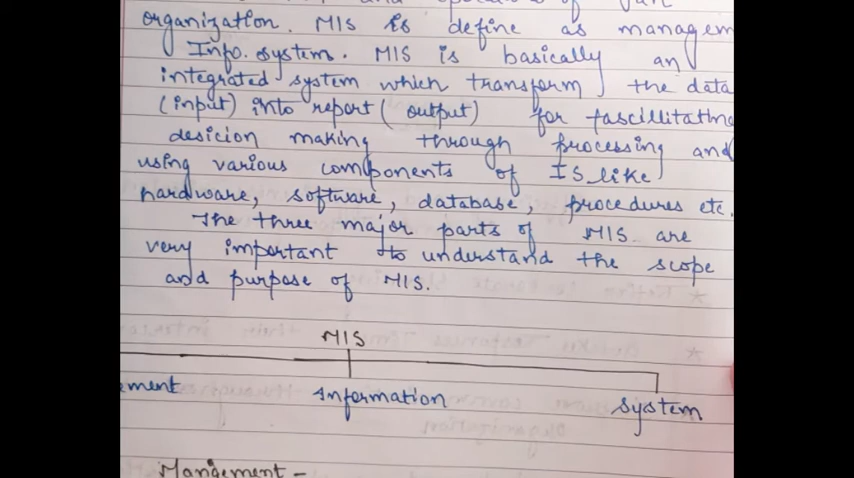 organization. MIS is define as managem
Info. system. MIS is basically an
integrated system which transform the data
(input) into report (output) for fascillitating
desicion making through processing and
using various components of IS like
hardware, software, database, procedures etc.
The three major parts of MIS are
very important to understand the scope
and purpose of MIS.
MIS
ement Information System
Mangement -